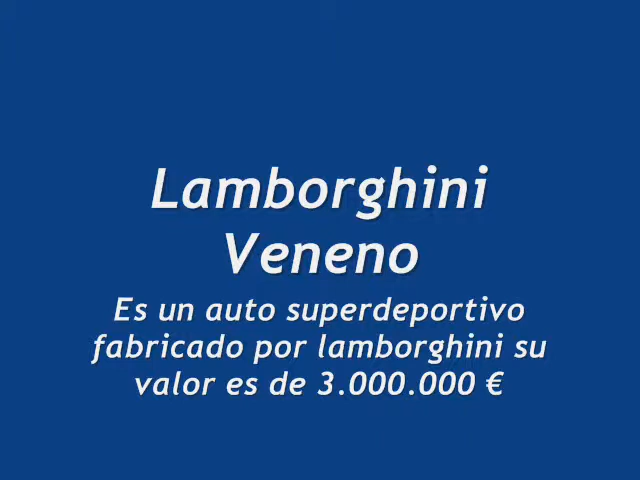 Lamborghini
Veneno
Es un auto superdeportivo
fabricado por lamborghini su
valor es de 3.000.000 €